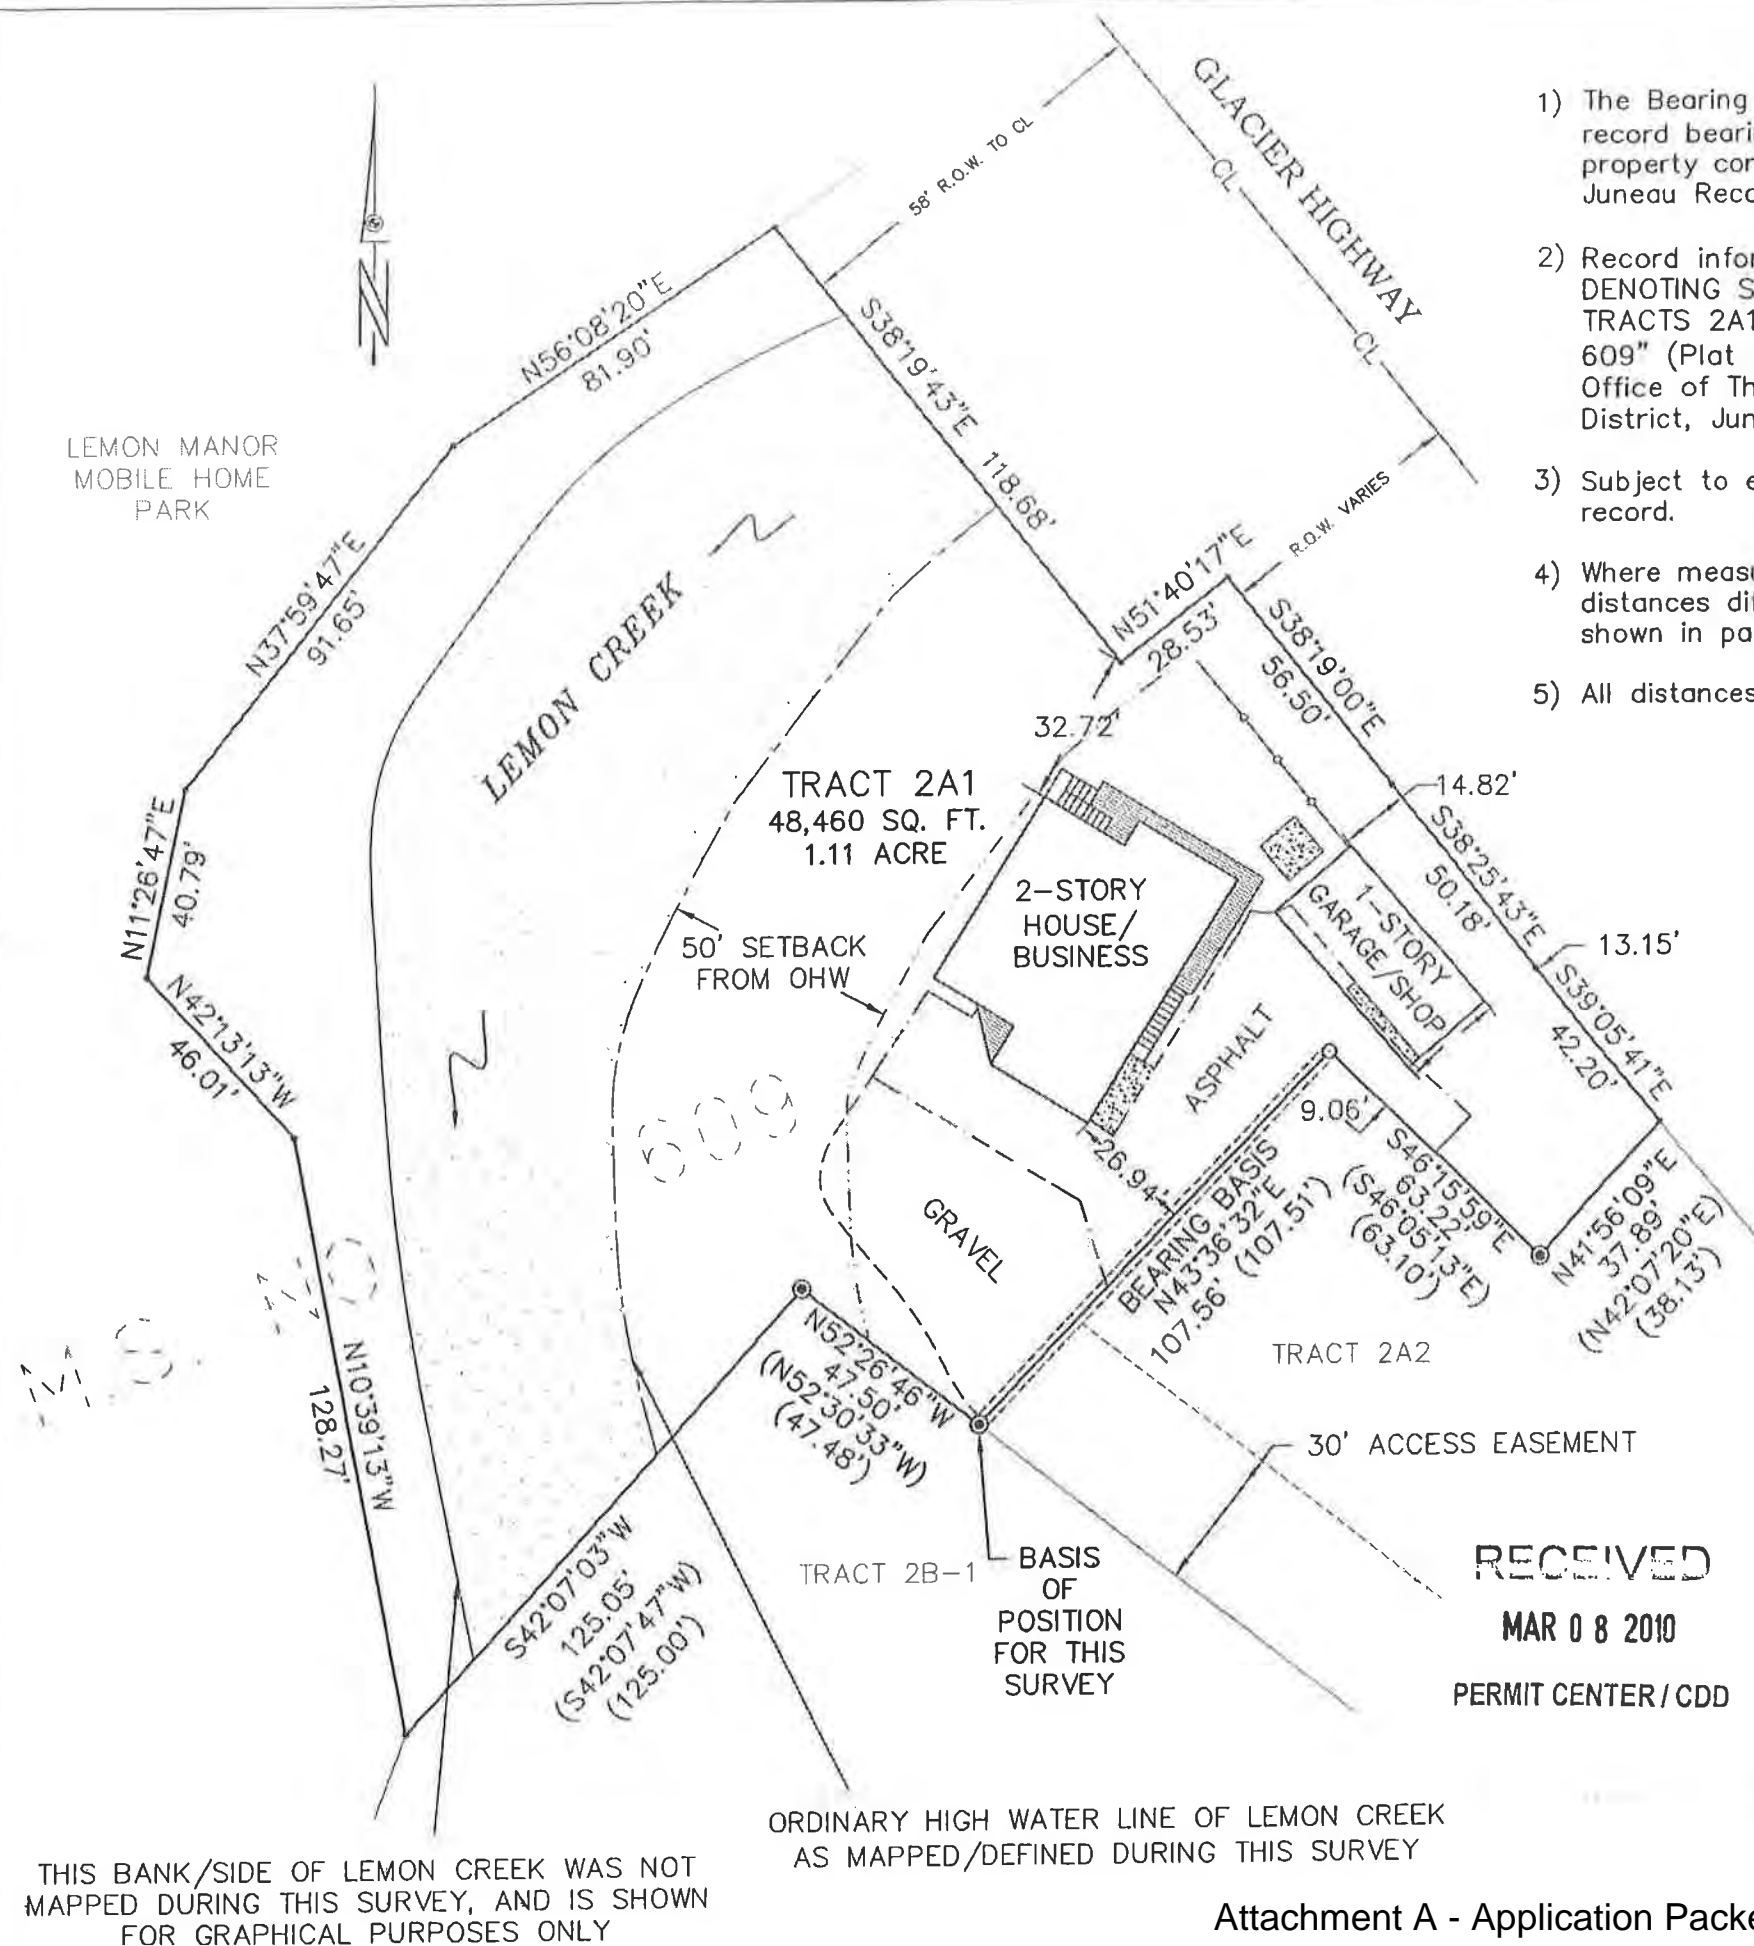 GLACIER HIGHWAY
CL
CL
58' R.O.W. TO CL
R.O.W. VARIES
N
1) The Bearing
record beari
property cor
Juneau Reco
2) Record infor
DENOTING S
TRACTS 2A1
609" (Plat
Office of Th
District, Jun
3) Subject to e
record.
4) Where measu
distances dif
shown in pa
5) All distances
LEMON MANOR
MOBILE HOME
PARK
N56°08'20"E
81.90'
S38°19'43"E 118.68'
N37°59'47"E
91.65'
N11°26'47"E
40.79'
N42°13'13"W
46.01'
N10°39'13"W
128.27'
LEMON CREEK
N51°40'17"E
28.53'
S38°19'00"E
56.50'
32.72'
14.82'
S38°25'43"E
50.18'
13.15'
S39°05'41"E
42.20'
TRACT 2A1
48,460 SQ. FT.
1.11 ACRE
2-STORY
HOUSE/
BUSINESS
1-STORY
GARAGE/SHOP
50' SETBACK
FROM OHW
ASPHALT
609
GRAVEL
26.94'
9.06'
BEARING BASIS
N43°36'32"E
107.56' (107.51')
S46°15'59"E
63.22'
(S46°05'13"E)
(63.10')
N41°56'09"E
37.89'
(N42°07'20"E)
(38.13')
N52°26'46"W
47.50'
(N52°30'33"W)
(47.48')
TRACT 2A2
30' ACCESS EASEMENT
S42°07'03"W
125.05'
(S42°07'47"W)
(125.00')
TRACT 2B-1
BASIS
OF
POSITION
FOR THIS
SURVEY
RECEIVED
MAR 08 2010
PERMIT CENTER/CDD
ORDINARY HIGH WATER LINE OF LEMON CREEK
AS MAPPED/DEFINED DURING THIS SURVEY
THIS BANK/SIDE OF LEMON CREEK WAS NOT
MAPPED DURING THIS SURVEY, AND IS SHOWN
FOR GRAPHICAL PURPOSES ONLY
Attachment A - Application Packe